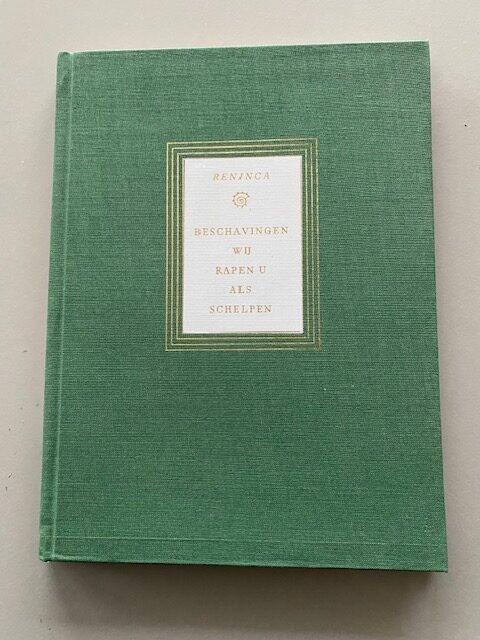 RENINCA
BESCHAVINGEN
WIJ
RAPEN U
ALS
SCHELPEN